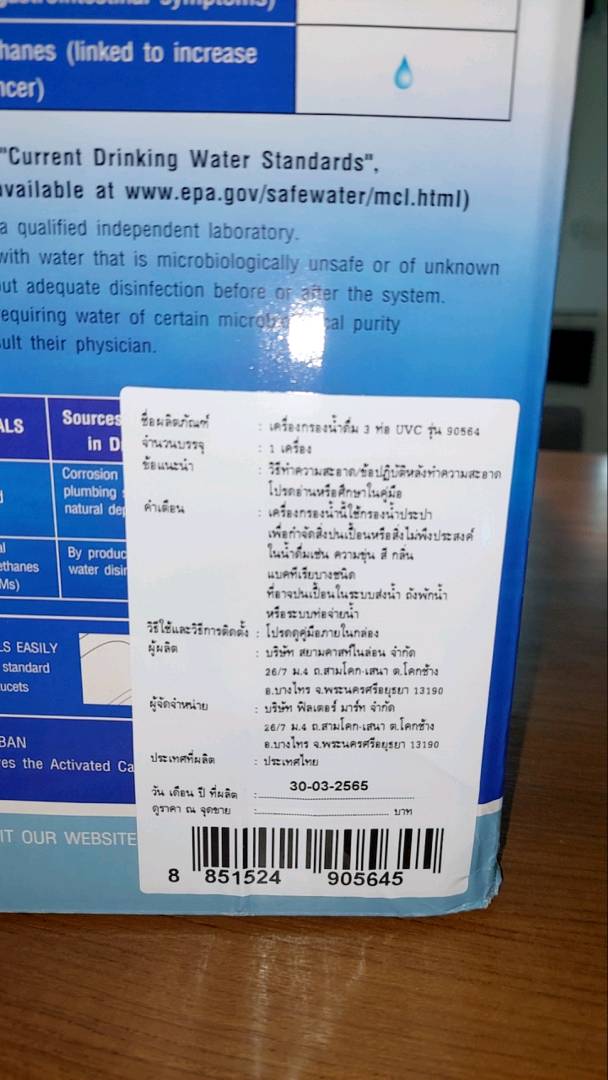 hanes (linked to increase
ncer)
"Current Drinking Water Standards",
available at www.epa.gov/safewater/mcl.html)
a qualified independent laboratory.
with water that is microbiologically unsafe or of unknown
out adequate disinfection before or after the system.
requiring water of certain purity
sult their physician.
ALS
Sources
in D
Corrosion
plumbing
natural dep
al
ethanes
Ms)
By produc
water disin
LS EASILY
standard
ucets
BAN
es the Activated Ca
IT OUR WEBSITE
ชื่อผลิตภัณฑ์ : เครื่องกรองน้ำดื่ม 3 ท่อ UVC รุ่น 90564
จำนวนบรรจุ : 1 เครื่อง
ข้อแนะนำ : วิธีทำความสะอาด/ข้อปฏิบัติหลังทำความสะอาด
โปรดอ่านหรือศึกษาในคู่มือ
คำเตือน : เครื่องกรองน้ำนี้ใช้กรองน้ำประปา
เพื่อกำจัดสิ่งปนเปื้อนหรือสิ่งไม่พึงประสงค์
ในน้ำดื่มเช่น ความขุ่น สี กลิ่น
แบคทีเรียบางชนิด
ที่อาจปนเปื้อนในระบบส่งน้ำ ถังพักน้ำ
หรือระบบท่อจ่ายน้ำ
วิธีใช้และวิธีการติดตั้ง : โปรดดูคู่มือภายในกล่อง
ผู้ผลิต : บริษัท สยามคาสท์ไนล่อน จำกัด
26/7 ม.4 ถ.สามโคก-เสนา ต.โคกช้าง
อ.บางไทร จ.พระนครศรีอยุธยา 13190
ผู้จัดจำหน่าย : บริษัท ฟิลเตอร์ มาร์ท จำกัด
26/7 ม.4 ถ.สามโคก-เสนา ต.โคกช้าง
อ.บางไทร จ.พระนครศรีอยุธยา 13190
ประเทศที่ผลิต : ประเทศไทย
วัน เดือน ปี ที่ผลิต : 30-03-2565
ดูราคา ณ จุดขาย : บาท
8 851524 905645